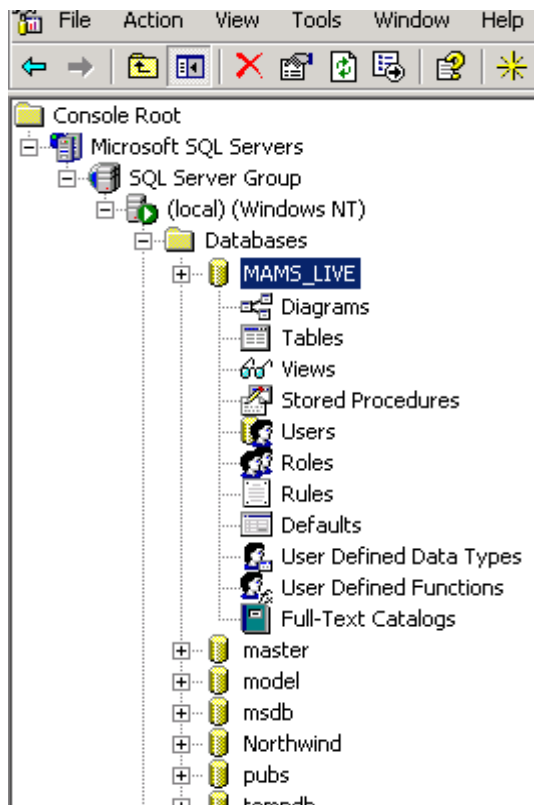 File Action View Tools Window Help
Console Root
Microsoft SQL Servers
SQL Server Group
(local) (Windows NT)
Databases
MAMS_LIVE
Diagrams
Tables
Views
Stored Procedures
Users
Roles
Rules
Defaults
User Defined Data Types
User Defined Functions
Full-Text Catalogs
master
model
msdb
Northwind
pubs
tempdb